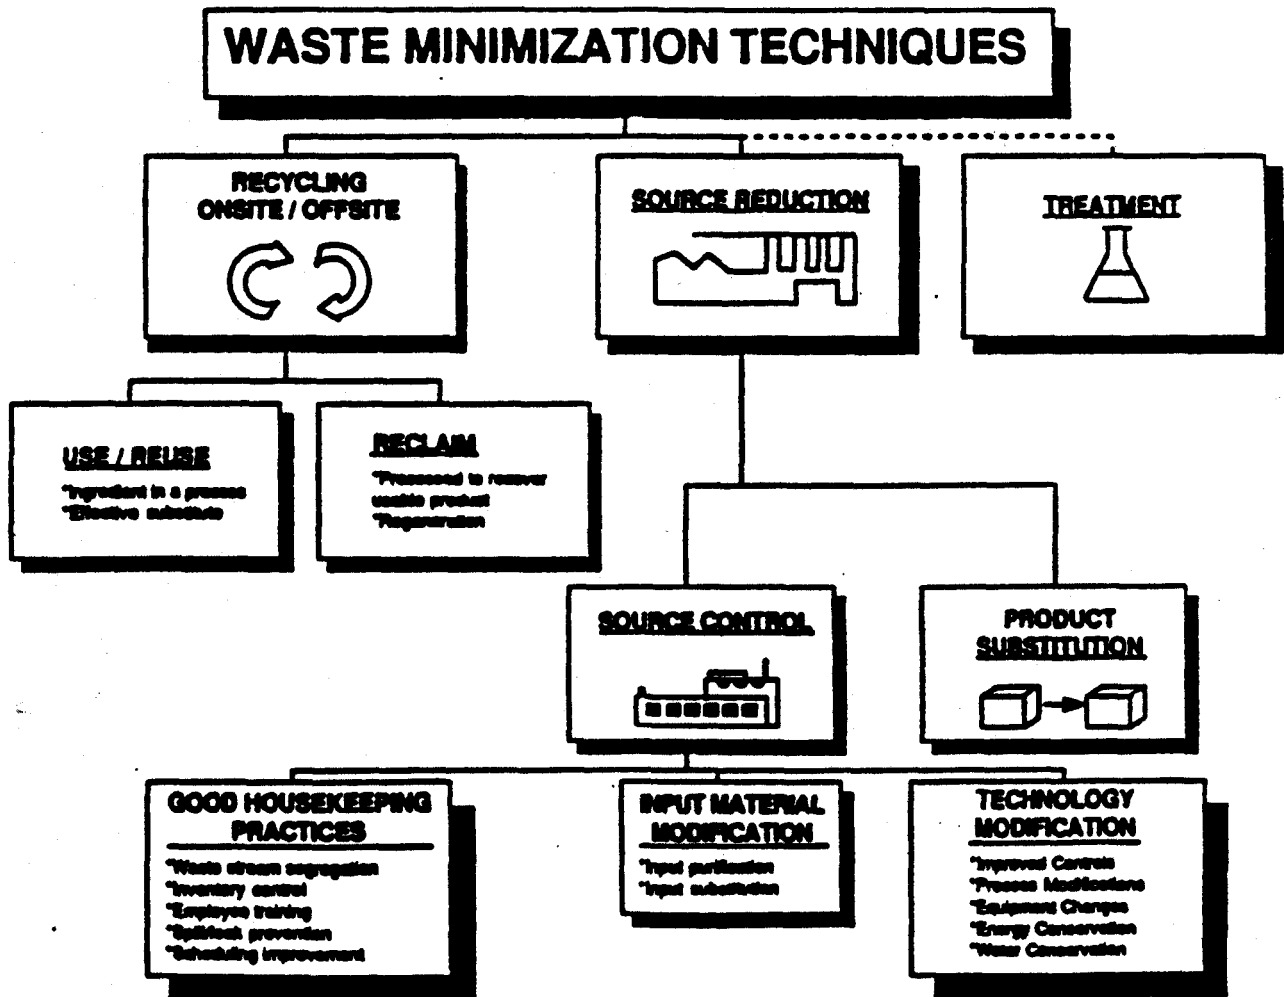 WASTE MINIMIZATION TECHNIQUES
RECYCLING
ONSITE / OFFSITE
SOURCE REDUCTION
TREATMENT
USE / REUSE
*Ingredient in a process
*Effective substitute
RECLAIM
*Processed to recover
usable product
*Regeneration
SOURCE CONTROL
PRODUCT
SUBSTITUTION
GOOD HOUSEKEEPING
PRACTICES
*Waste stream segregation
*Inventory control
*Employee training
*Spill/leak prevention
*Scheduling improvement
INPUT MATERIAL
MODIFICATION
*Input purification
*Input substitution
TECHNOLOGY
MODIFICATION
*Improved Controls
*Process Modifications
*Equipment Changes
*Energy Conservation
*Water Conservation